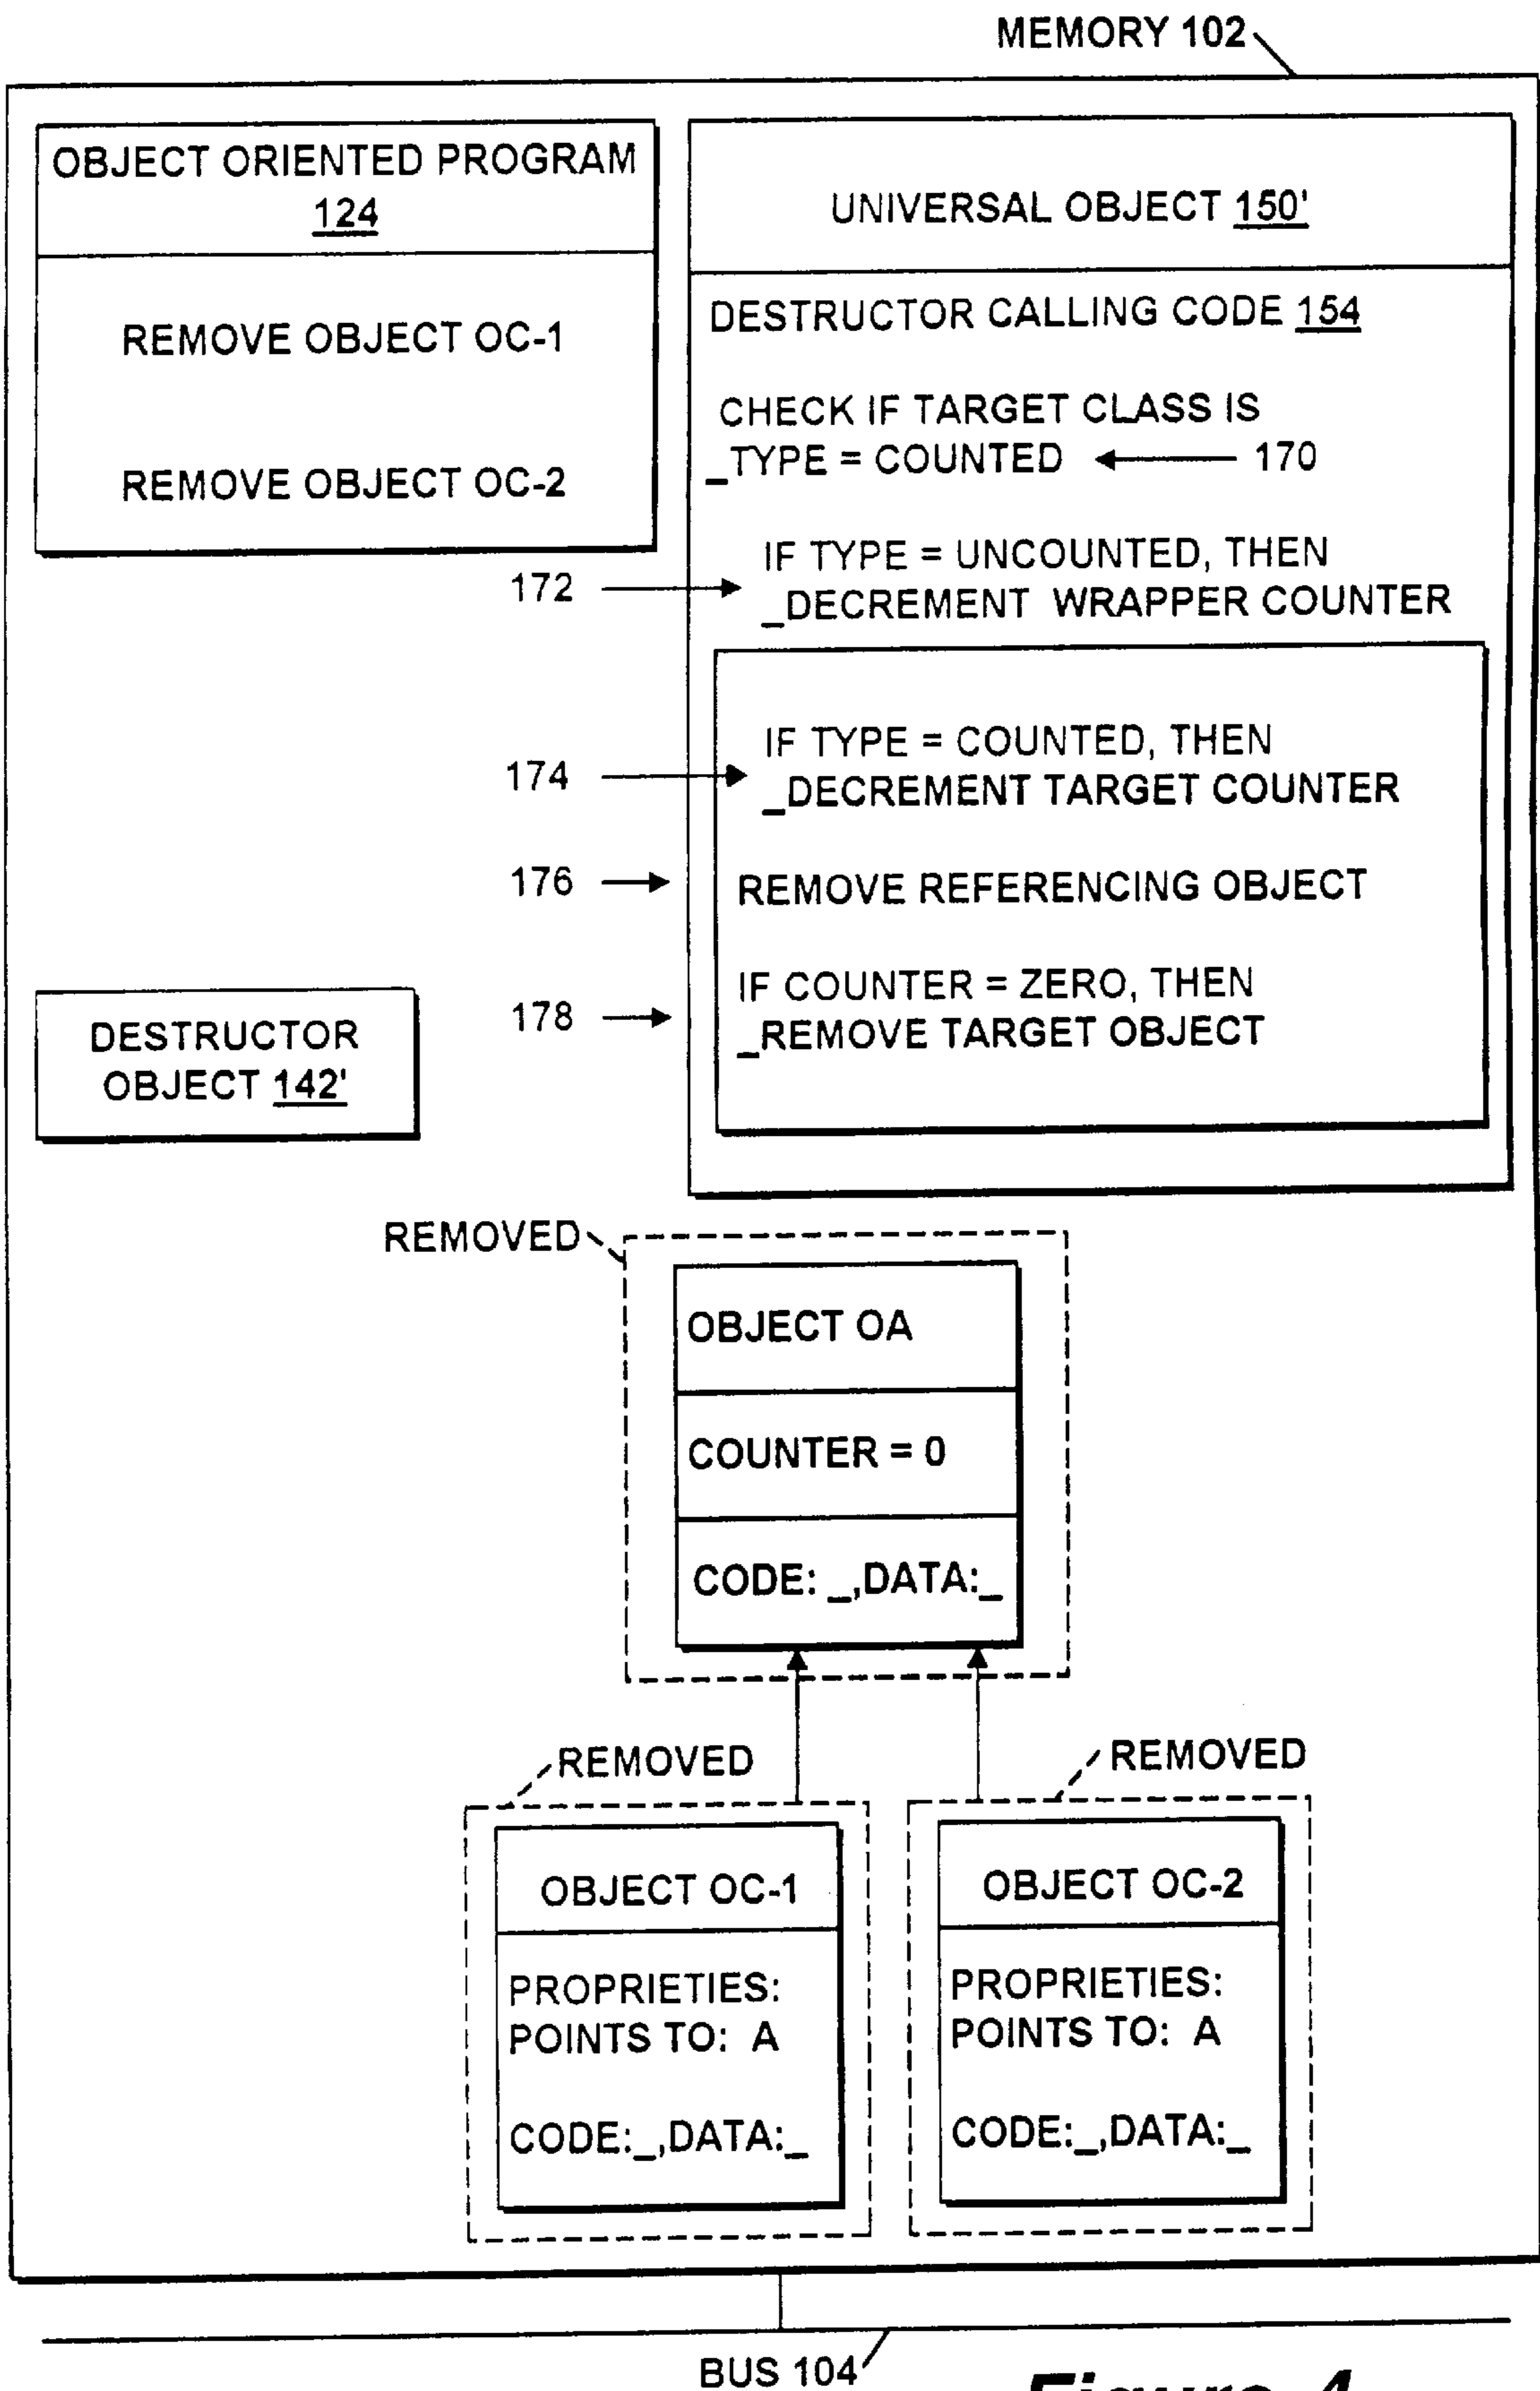 MEMORY 102
OBJECT ORIENTED PROGRAM
124
REMOVE OBJECT OC-1
REMOVE OBJECT OC-2
UNIVERSAL OBJECT 150'
DESTRUCTOR CALLING CODE 154
CHECK IF TARGET CLASS IS
_TYPE = COUNTED
170
IF TYPE = UNCOUNTED, THEN
172
_DECREMENT WRAPPER COUNTER
IF TYPE = COUNTED, THEN
174
_DECREMENT TARGET COUNTER
176
REMOVE REFERENCING OBJECT
IF COUNTER = ZERO, THEN
178
_REMOVE TARGET OBJECT
DESTRUCTOR
OBJECT 142'
REMOVED
OBJECT OA
COUNTER = 0
CODE: _,DATA:_
REMOVED
OBJECT OC-1
PROPRIETIES:
POINTS TO: A
CODE:_,DATA:_
REMOVED
OBJECT OC-2
PROPRIETIES:
POINTS TO: A
CODE:_,DATA:_
BUS 104
Figure 4